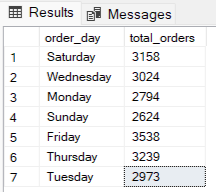 Results Messages
order_day total_orders
1 Saturday 3158
2 Wednesday 3024
3 Monday 2794
4 Sunday 2624
5 Friday 3538
6 Thursday 3239
7 Tuesday 2973